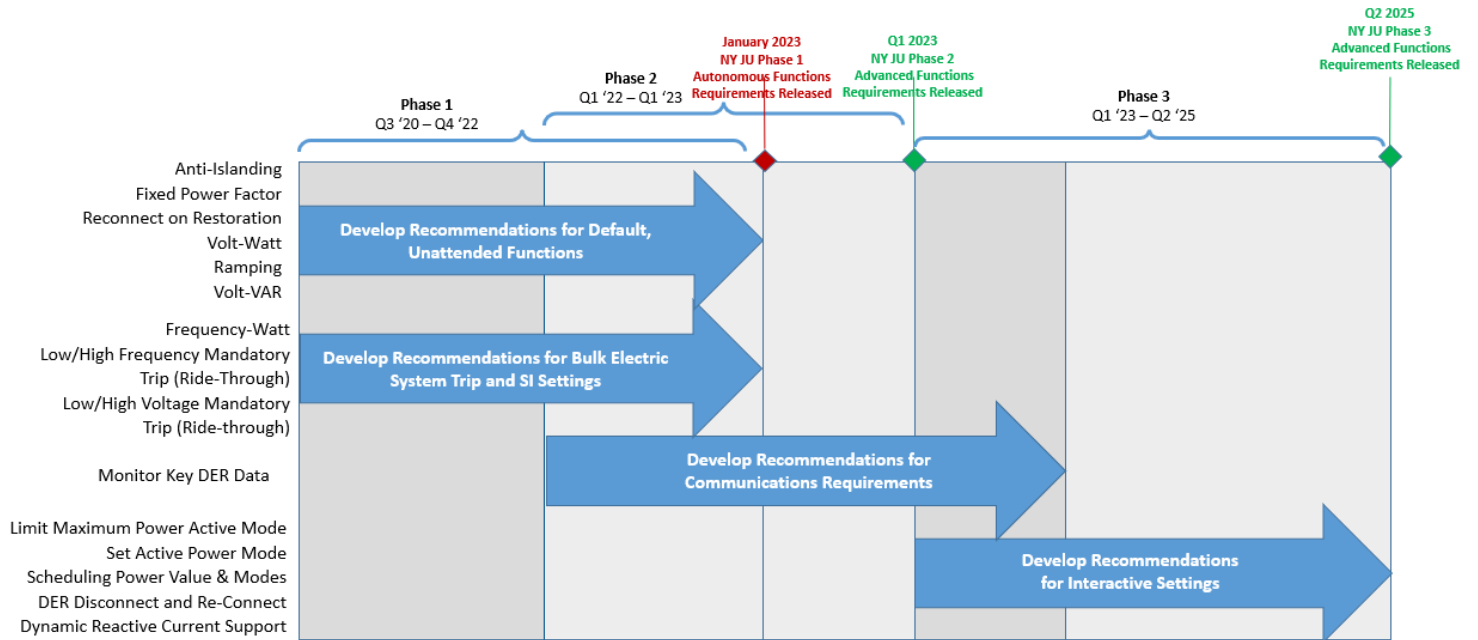 January 2023
NY JU Phase 1
Autonomous Functions
Requirements Released
Q1 2023
NY JU Phase 2
Advanced Functions
Requirements Released
Q2 2025
NY JU Phase 3
Advanced Functions
Requirements Released
Phase 1
Q3 ‘20 – Q4 ‘22
Phase 2
Q1 ‘22 – Q1 ‘23
Phase 3
Q1 ‘23 – Q2 ‘25
Anti-Islanding
Fixed Power Factor
Reconnect on Restoration
Volt-Watt
Ramping
Volt-VAR
Develop Recommendations for Default,
Unattended Functions
Frequency-Watt
Low/High Frequency Mandatory
Trip (Ride-Through)
Low/High Voltage Mandatory
Trip (Ride-through)
Develop Recommendations for Bulk Electric
System Trip and SI Settings
Monitor Key DER Data
Develop Recommendations for
Communications Requirements
Limit Maximum Power Active Mode
Set Active Power Mode
Scheduling Power Value & Modes
DER Disconnect and Re-Connect
Dynamic Reactive Current Support
Develop Recommendations
for Interactive Settings